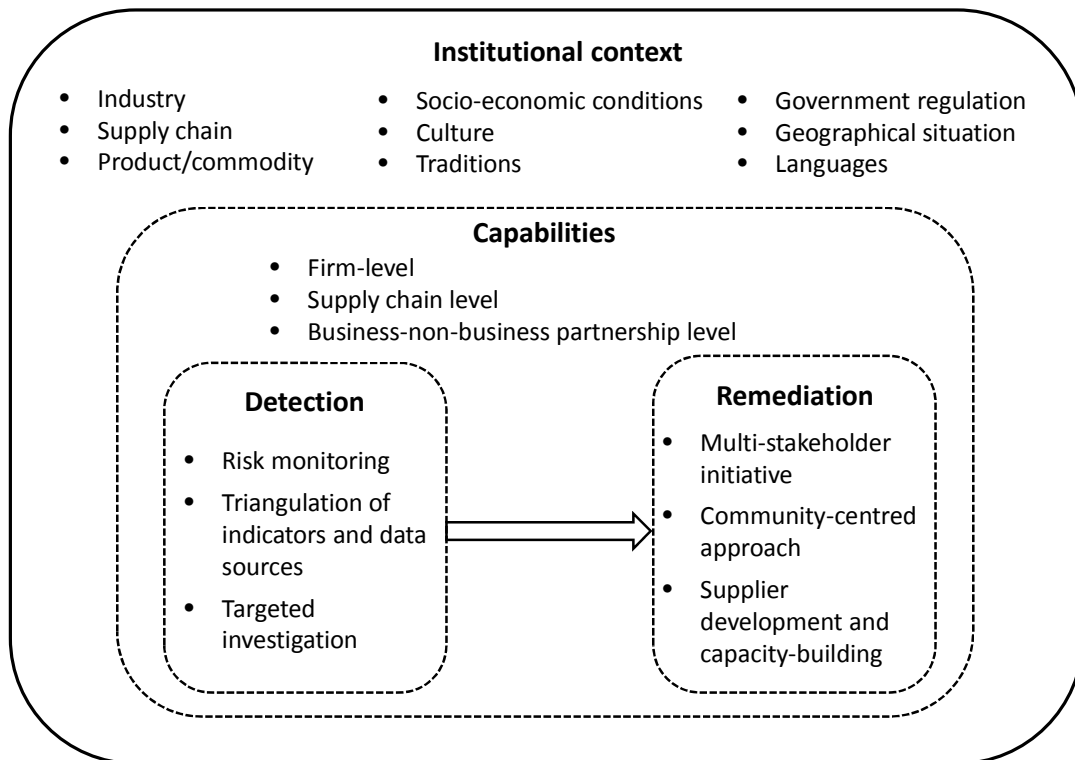 Institutional context
• Industry
• Supply chain
• Product/commodity
• Socio-economic conditions
• Culture
• Traditions
• Government regulation
• Geographical situation
• Languages
Capabilities
• Firm-level
• Supply chain level
• Business-non-business partnership level
Detection
• Risk monitoring
• Triangulation of
indicators and data
sources
• Targeted
investigation
Remediation
• Multi-stakeholder
initiative
• Community-centred
approach
• Supplier
development and
capacity-building